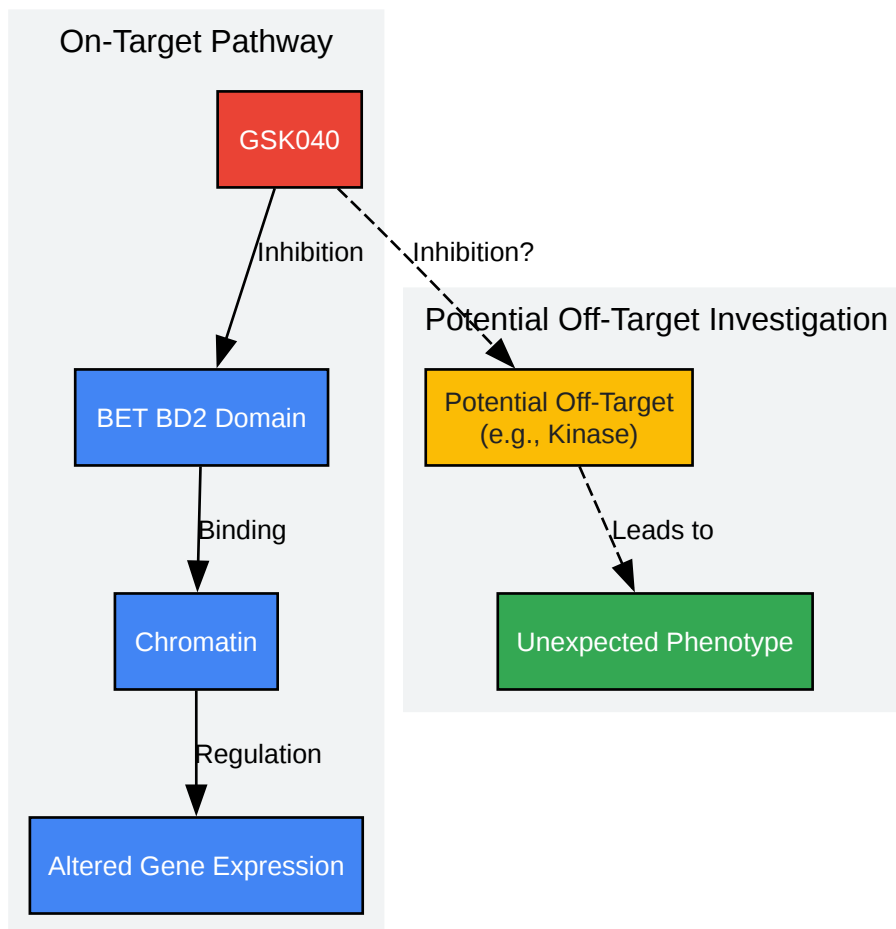 On-Target Pathway
GSK040
Inhibition
Inhibition?
Potential Off-Target Investigation
BET BD2 Domain
Potential Off-Target
(e.g., Kinase)
Binding
Leads to
Chromatin
Unexpected Phenotype
Regulation
Altered Gene Expression